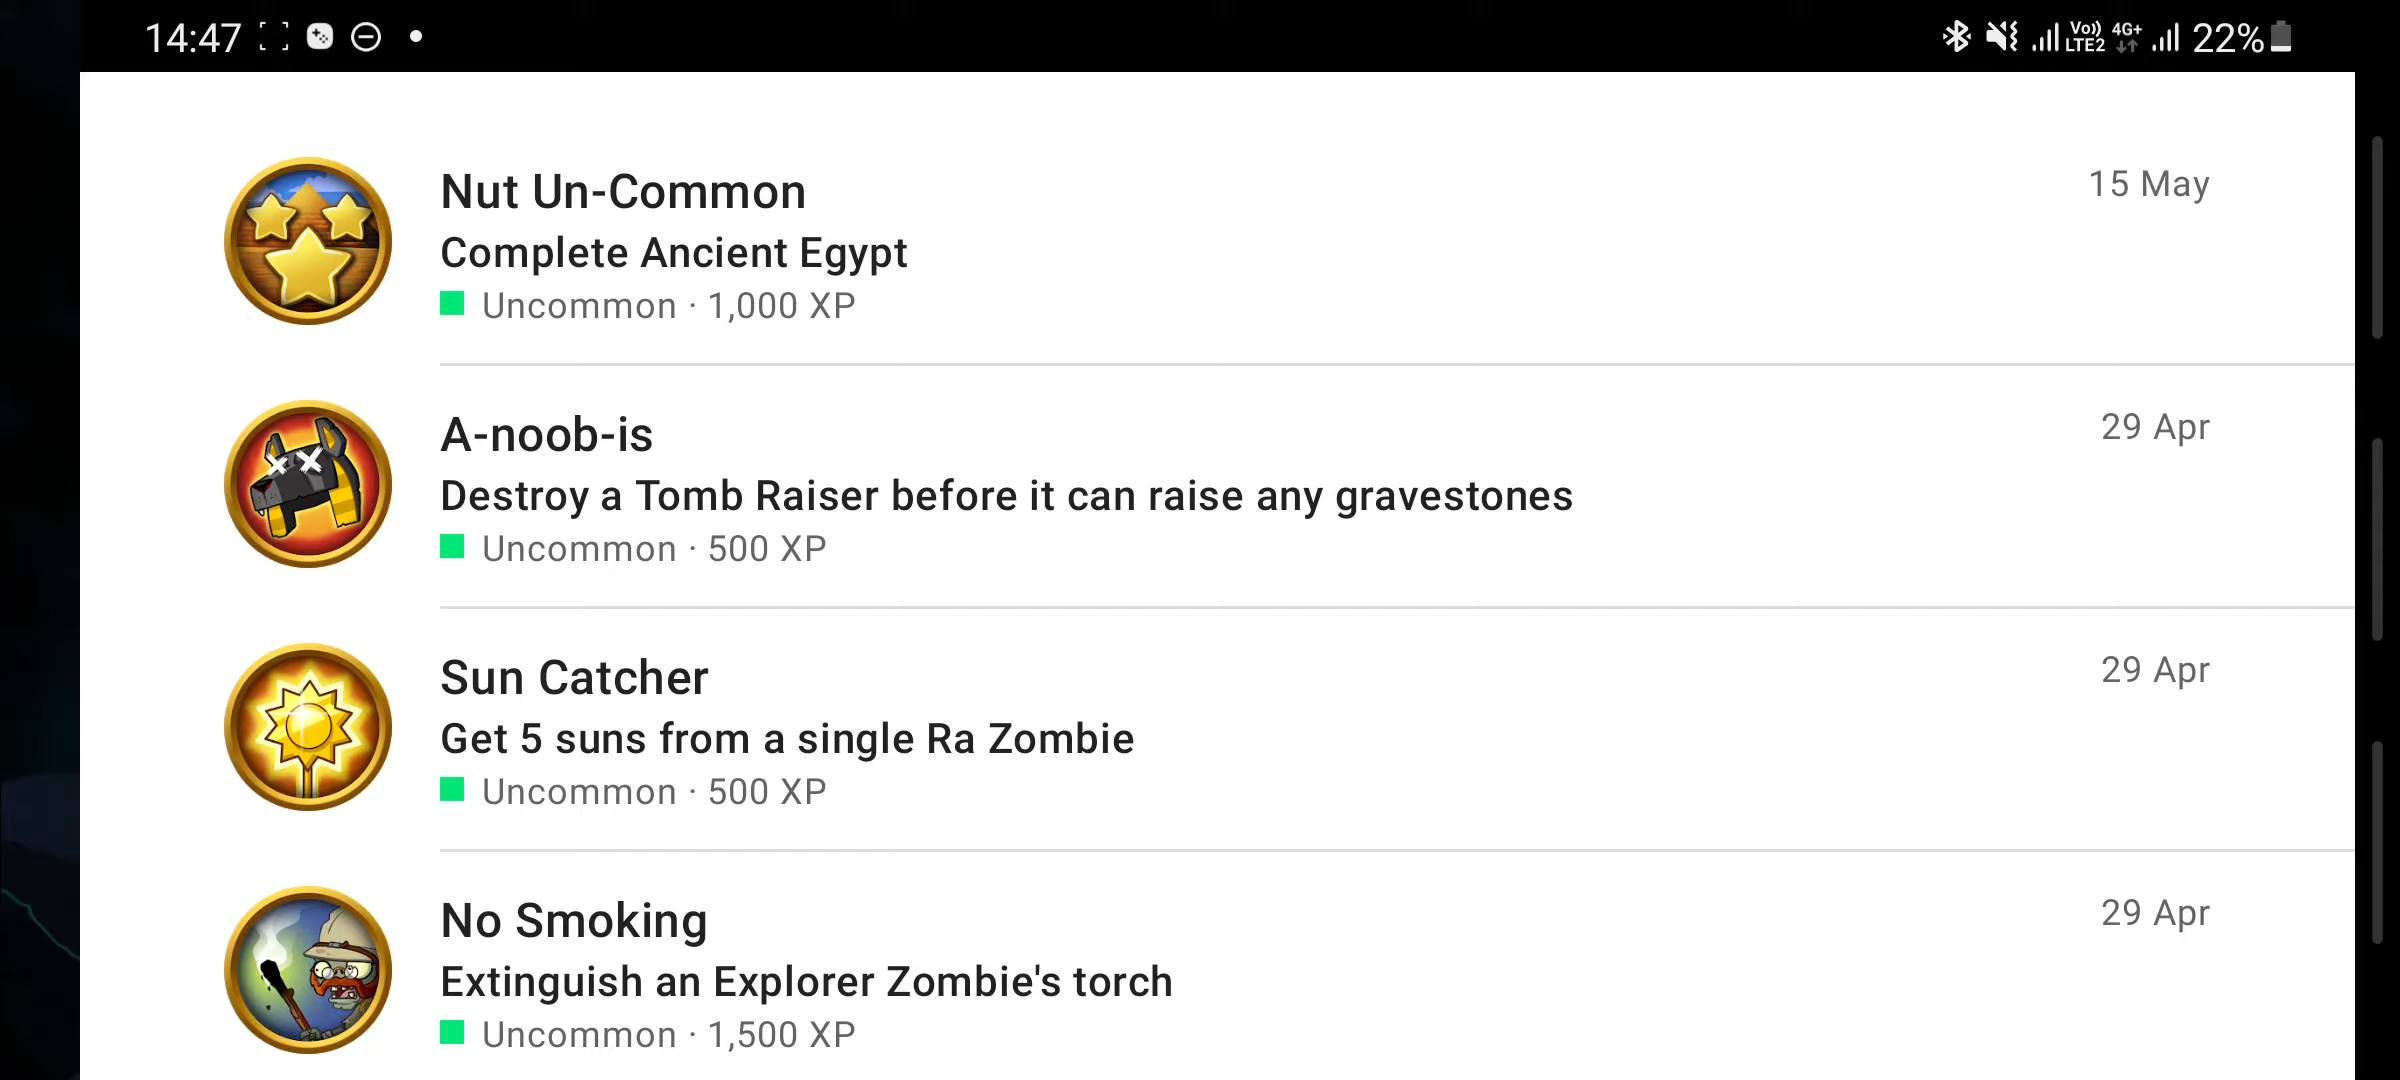 14:47
Vo)) LTE2 4G+ 22%
Nut Un-Common
15 May
Complete Ancient Egypt
Uncommon · 1,000 XP
A-noob-is
29 Apr
Destroy a Tomb Raiser before it can raise any gravestones
Uncommon · 500 XP
Sun Catcher
29 Apr
Get 5 suns from a single Ra Zombie
Uncommon · 500 XP
No Smoking
29 Apr
Extinguish an Explorer Zombie's torch
Uncommon · 1,500 XP